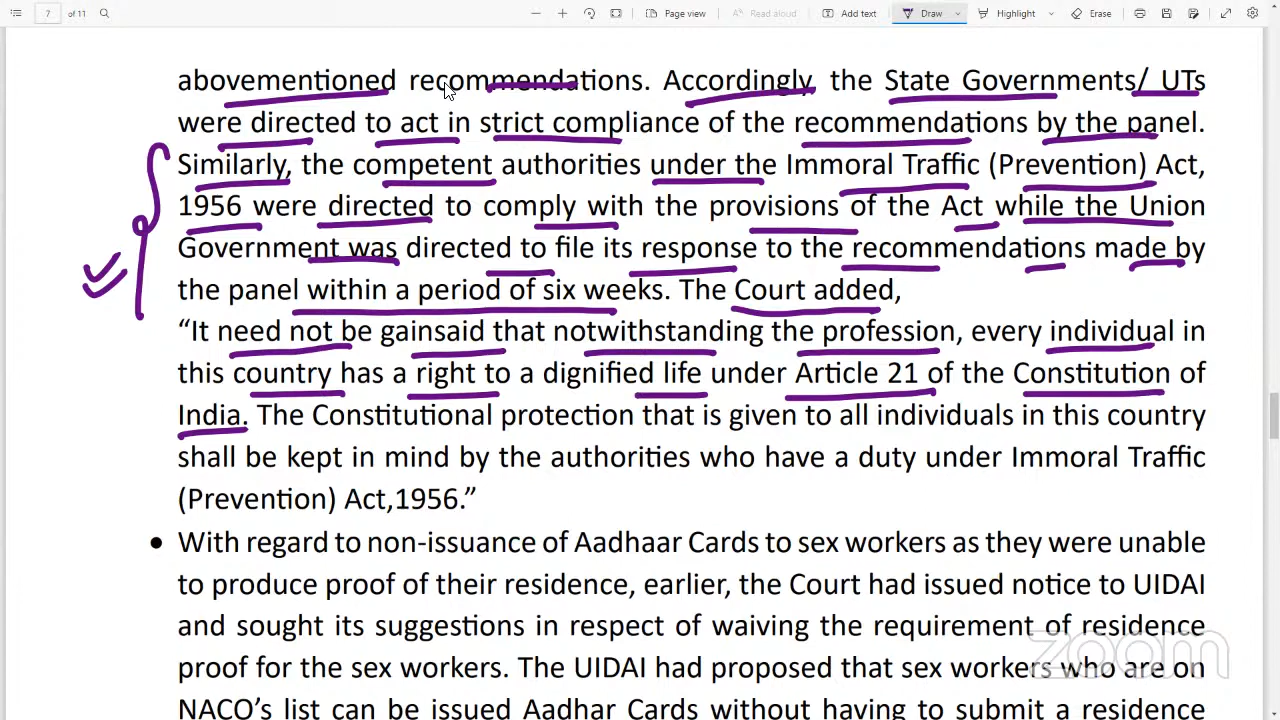 7 of 11 Page view Read aloud Add text Draw Highlight Erase
abovementioned recommendations. Accordingly, the State Governments/ UTs
were directed to act in strict compliance of the recommendations by the panel.
Similarly, the competent authorities under the Immoral Traffic (Prevention) Act,
1956 were directed to comply with the provisions of the Act while the Union
Government was directed to file its response to the recommendations made by
the panel within a period of six weeks. The Court added,
“It need not be gainsaid that notwithstanding the profession, every individual in
this country has a right to a dignified life under Article 21 of the Constitution of
India. The Constitutional protection that is given to all individuals in this country
shall be kept in mind by the authorities who have a duty under Immoral Traffic
(Prevention) Act,1956.”
• With regard to non-issuance of Aadhaar Cards to sex workers as they were unable
to produce proof of their residence, earlier, the Court had issued notice to UIDAI
and sought its suggestions in respect of waiving the requirement of residence
proof for the sex workers. The UIDAI had proposed that sex workers who are on
NACO’s list can be issued Aadhar Cards without having to submit a residence
zoom